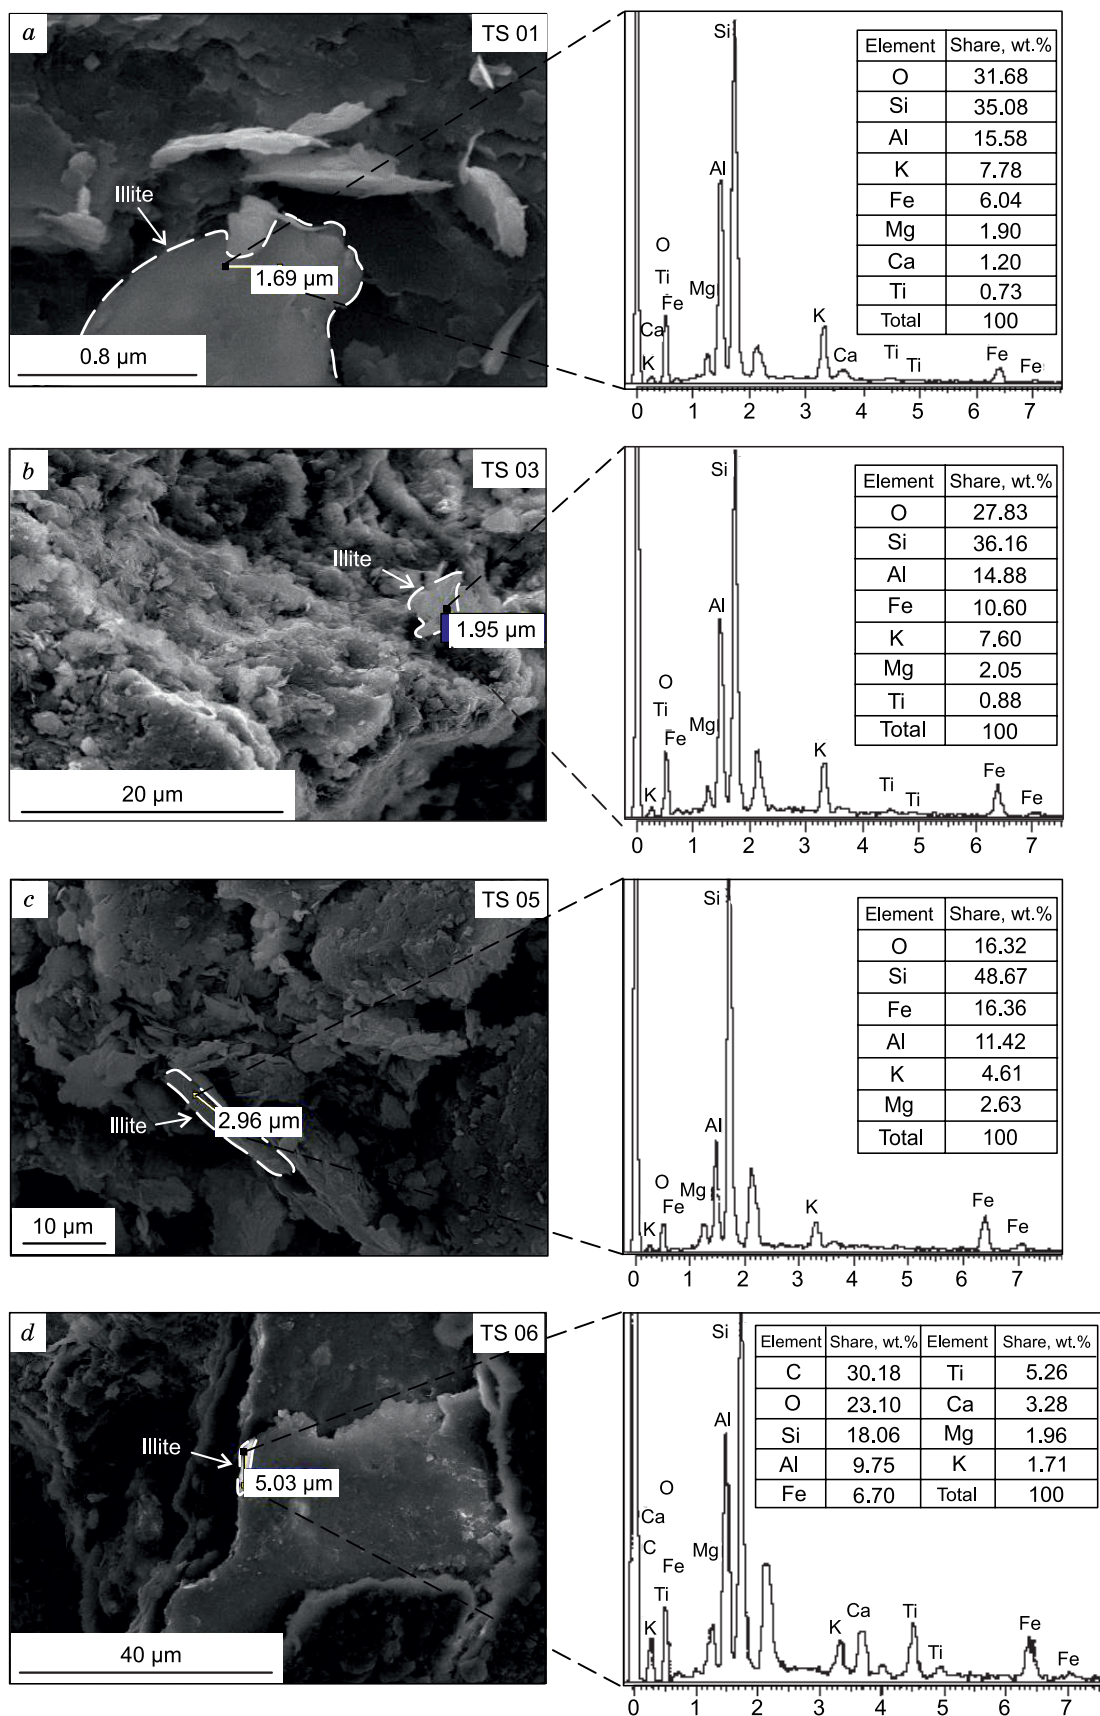 a
TS 01
Illite
1.69 µm
0.8 µm
Si
Al
O
Ti
Fe
Mg
Ca
K
K
Ca
Ti
Ti
Fe
Fe
0 1 2 3 4 5 6 7
Element Share, wt.%
O 31.68
Si 35.08
Al 15.58
K 7.78
Fe 6.04
Mg 1.90
Ca 1.20
Ti 0.73
Total 100
b
TS 03
Illite
1.95 µm
20 µm
Si
Al
O
Ti
Fe
Mg
K
K
Ti
Ti
Fe
Fe
0 1 2 3 4 5 6 7
Element Share, wt.%
O 27.83
Si 36.16
Al 14.88
Fe 10.60
K 7.60
Mg 2.05
Ti 0.88
Total 100
c
TS 05
Illite
2.96 µm
10 µm
Si
Al
O
Fe
Mg
K
K
Fe
Fe
0 1 2 3 4 5 6 7
Element Share, wt.%
O 16.32
Si 48.67
Fe 16.36
Al 11.42
K 4.61
Mg 2.63
Total 100
d
TS 06
Illite
5.03 µm
40 µm
Si
Al
O
Ca
C
Fe
Mg
Ti
K
K
Ca
Ti
Ti
Fe
Fe
0 1 2 3 4 5 6 7
Element Share, wt.% Element Share, wt.%
C 30.18 Ti 5.26
O 23.10 Ca 3.28
Si 18.06 Mg 1.96
Al 9.75 K 1.71
Fe 6.70 Total 100